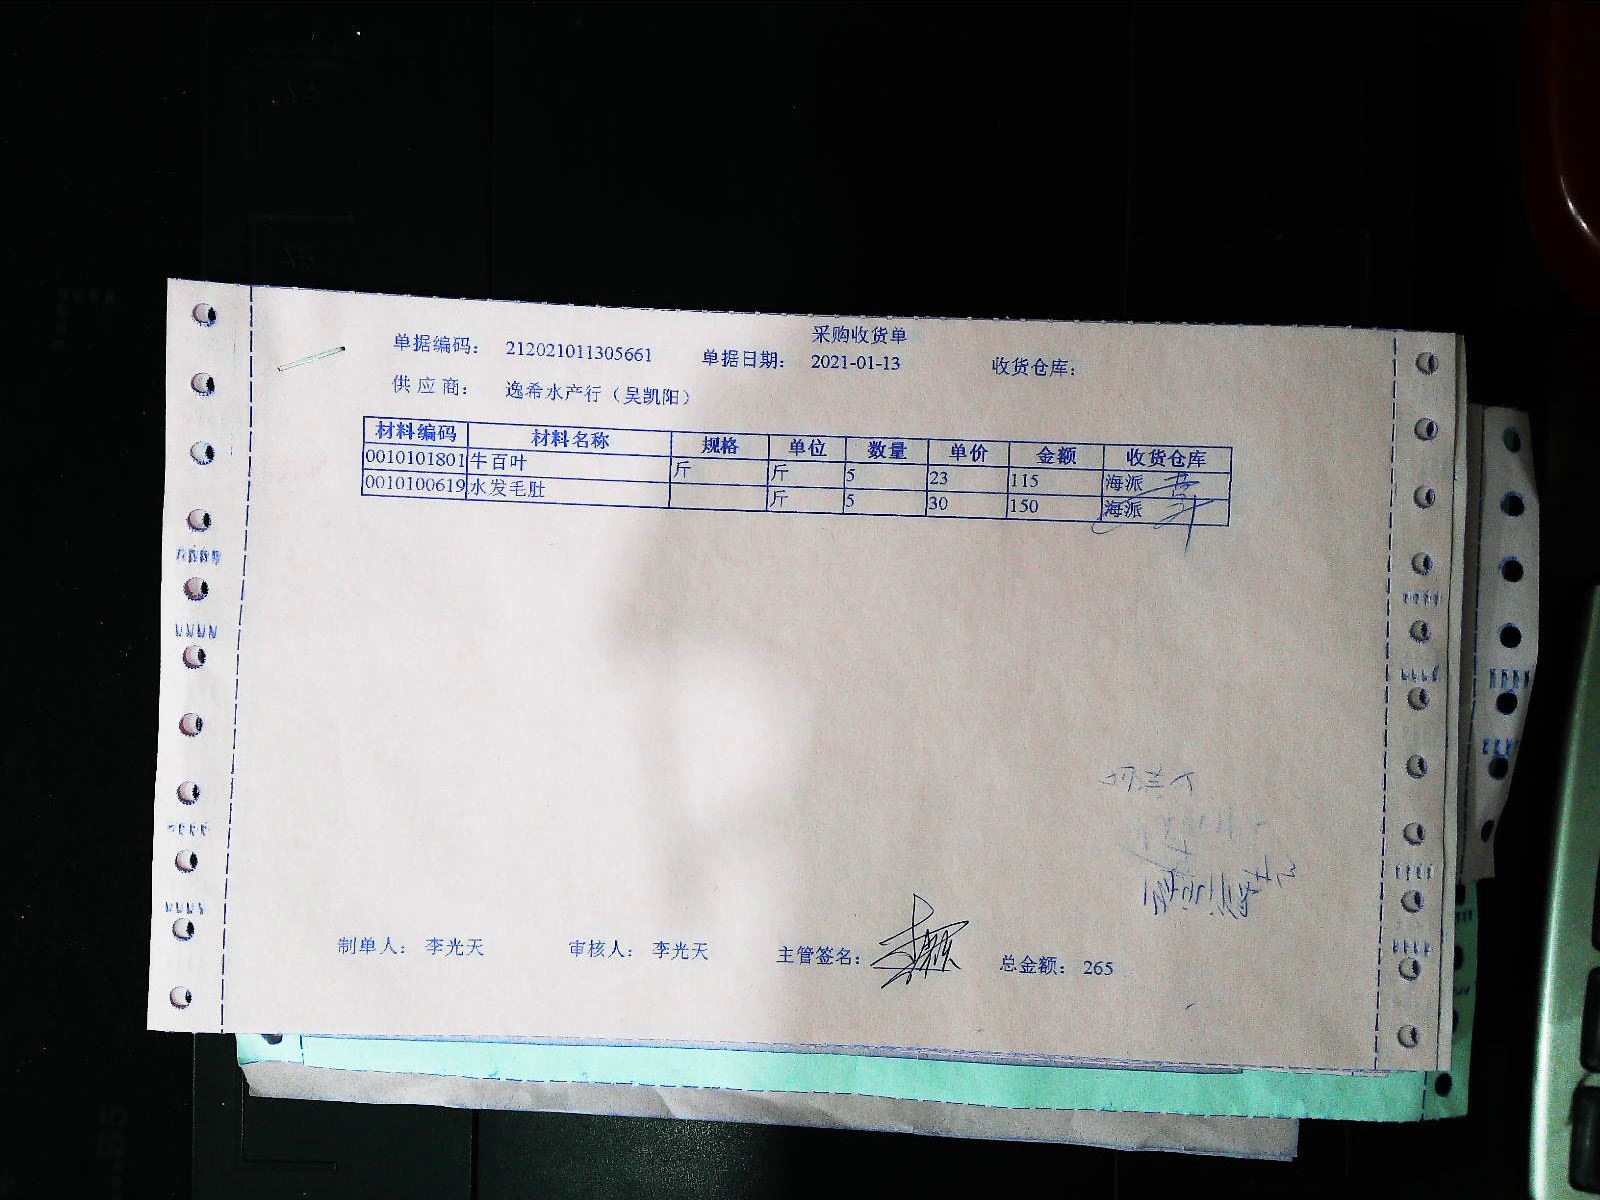 采购收货单
单据编码: 212021011305661 单据日期: 2021-01-13 收货仓库:
供应商: 逸希水产行（吴凯阳）
材料编码 材料名称 规格 单位 数量 单价 金额 收货仓库
0010101801 牛百叶 斤 斤 5 23 115 海派
0010100619 水发毛肚 斤 5 30 150 海派
制单人: 李光天 审核人: 李光天 主管签名: 总金额: 265